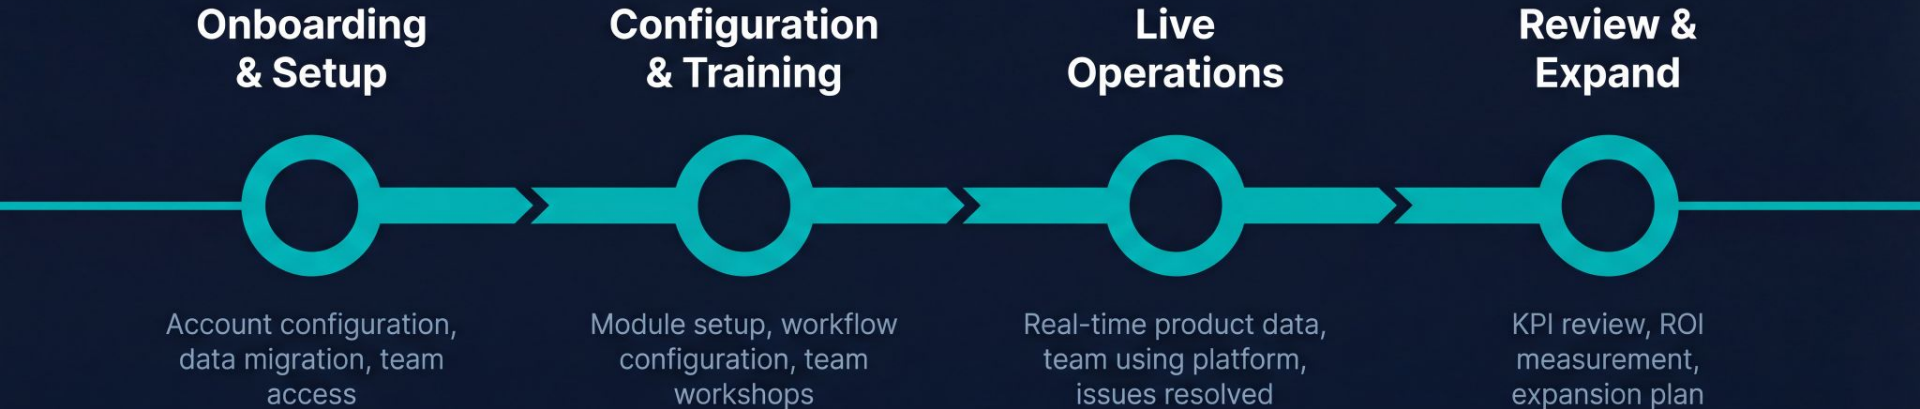 Onboarding
& Setup
Configuration
& Training
Live
Operations
Review &
Expand
Account configuration,
data migration, team
access
Module setup, workflow
configuration, team
workshops
Real-time product data,
team using platform,
issues resolved
KPI review, ROI
measurement,
expansion plan